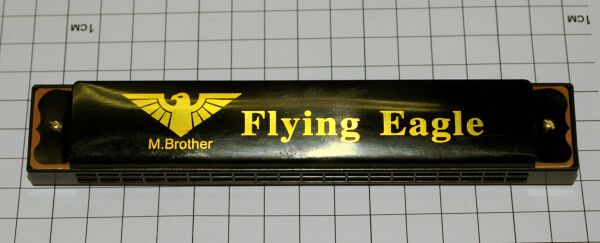 1CM
1CM
M.Brother
Flying Eagle